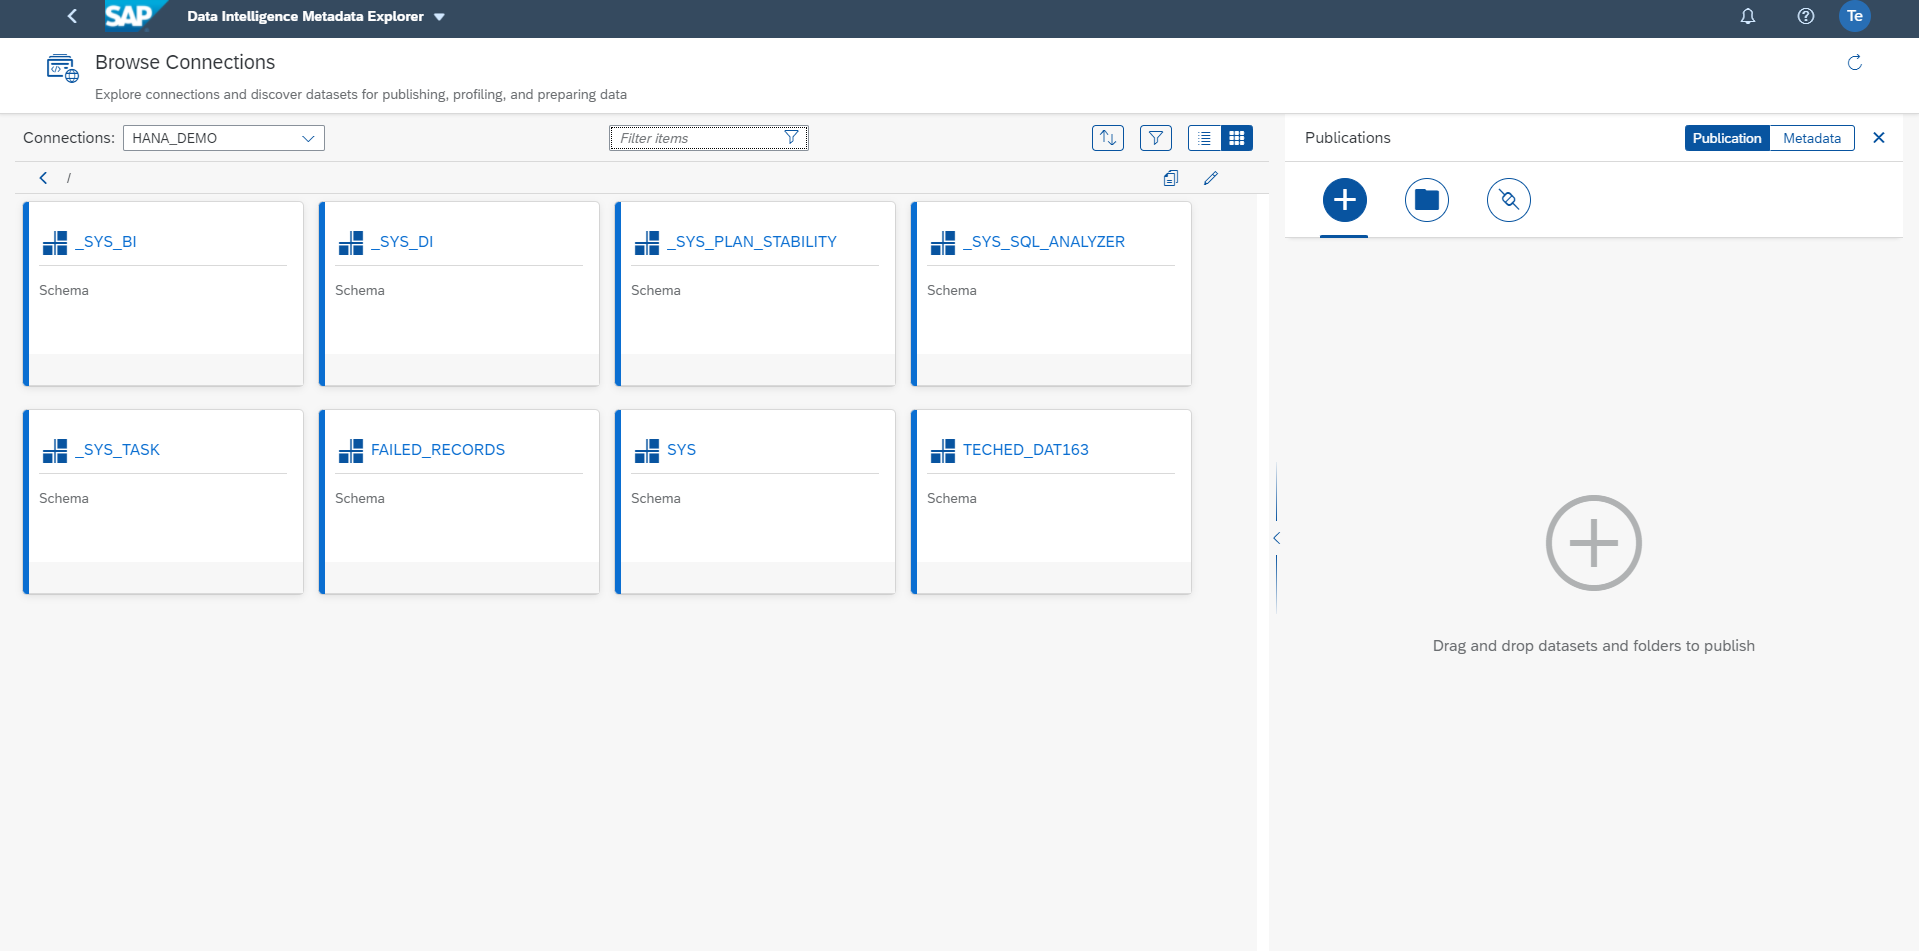 SAP Data Intelligence Metadata Explorer Te
Browse Connections
Explore connections and discover datasets for publishing, profiling, and preparing data
Connections: HANA_DEMO Filter items
/
_SYS_BI
Schema
_SYS_DI
Schema
_SYS_PLAN_STABILITY
Schema
_SYS_SQL_ANALYZER
Schema
_SYS_TASK
Schema
FAILED_RECORDS
Schema
SYS
Schema
TECHED_DAT163
Schema
Publications Publication Metadata
Drag and drop datasets and folders to publish